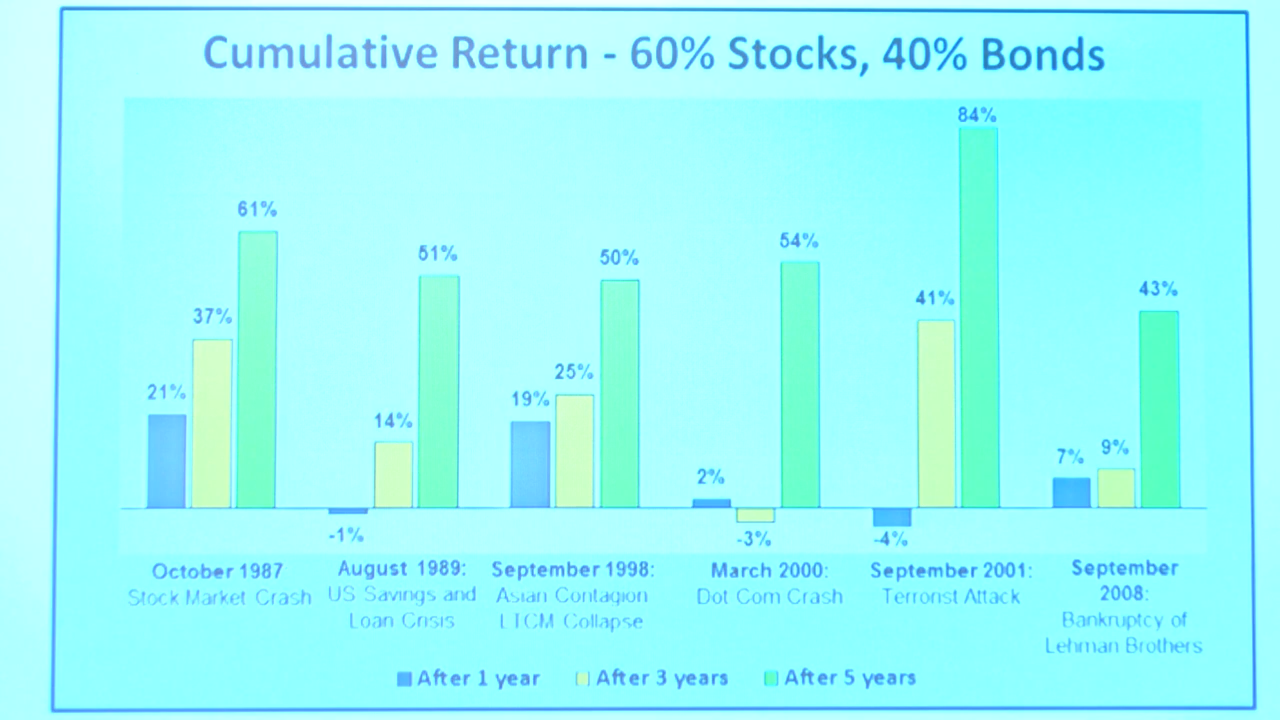 Cumulative Return - 60% Stocks, 40% Bonds
84%
61%
54%
51%
50%
43%
41%
37%
25%
21%
19%
14%
9%
7%
2%
-1%
-3%
-4%
October 1987
Stock Market Crash
August 1989:
US Savings and
Loan Crisis
September 1998:
Asian Contagion
LTCM Collapse
March 2000:
Dot Com Crash
September 2001:
Terrorist Attack
September
2008:
Bankruptcy of
Lehman Brothers
After 1 year After 3 years After 5 years